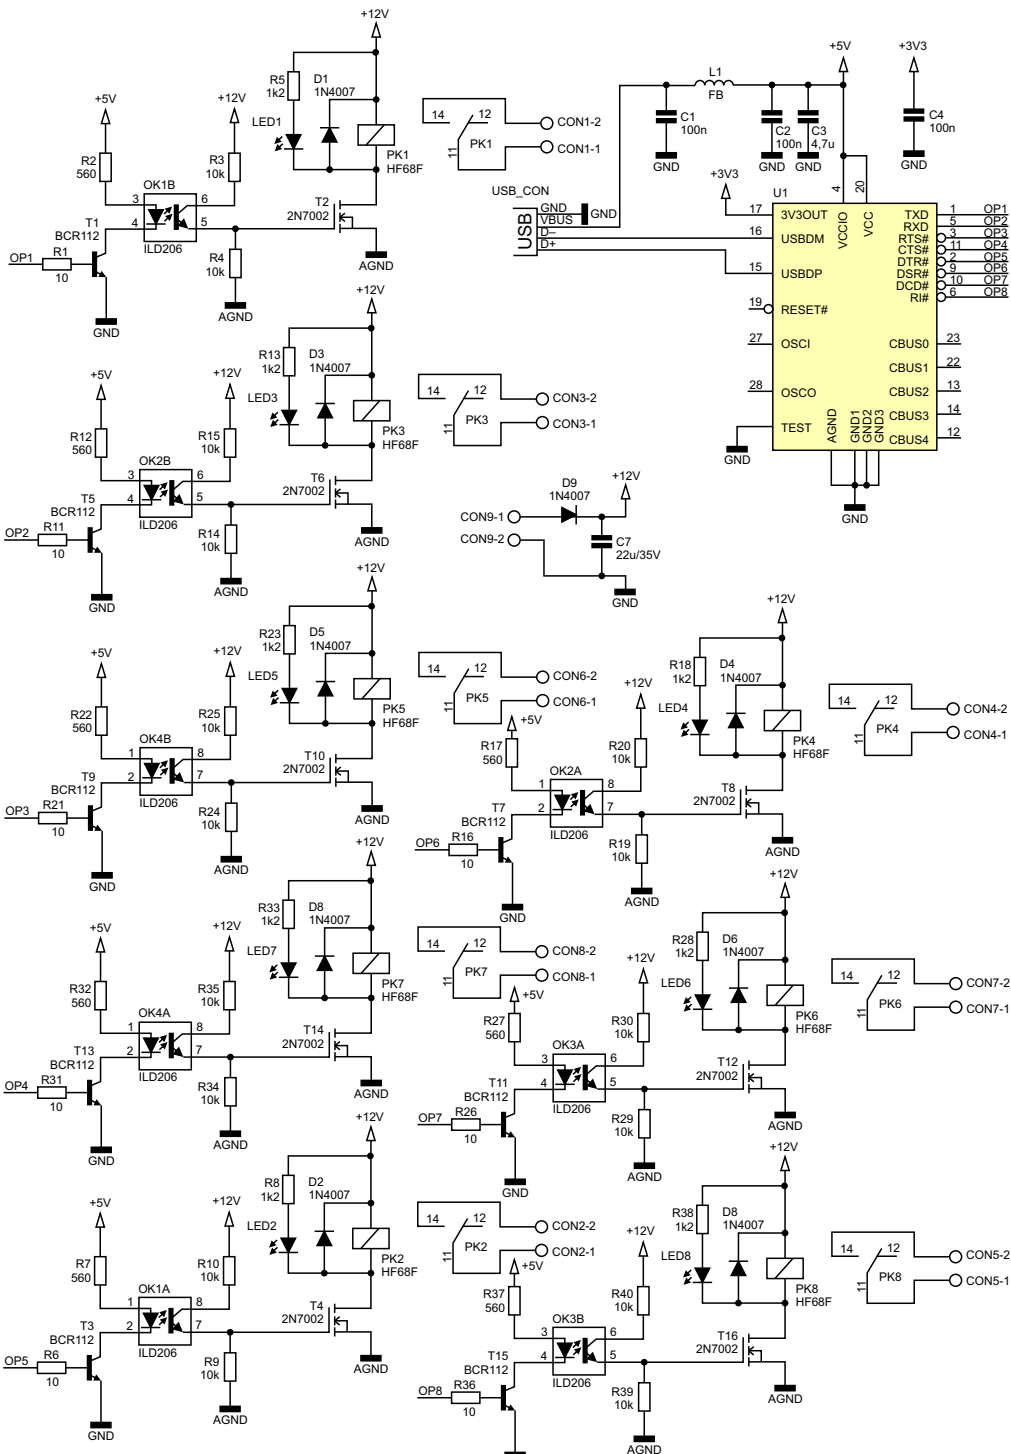 +12V
R5
1k2
D1
1N4007
LED1
PK1
HF68F
+5V
+12V
R2
560
R3
10k
OK1B
3
4
6
5
ILD206
T1
BCR112
OP1
R1
10
GND
R4
10k
AGND
T2
2N7002
AGND
14
12
11
PK1
CON1-2
CON1-1
+12V
R13
1k2
D3
1N4007
LED3
PK3
HF68F
+5V
+12V
R12
560
R15
10k
OK2B
3
4
6
5
ILD206
T5
BCR112
OP2
R11
10
GND
R14
10k
AGND
T6
2N7002
AGND
14
12
11
PK3
CON3-2
CON3-1
+12V
R23
1k2
D5
1N4007
LED5
PK5
HF68F
+5V
+12V
R22
560
R25
10k
OK4B
1
2
8
7
ILD206
T9
BCR112
OP3
R21
10
GND
R24
10k
AGND
T10
2N7002
AGND
14
12
11
PK5
CON6-2
CON6-1
+12V
R33
1k2
D8
1N4007
LED7
PK7
HF68F
+5V
+12V
R32
560
R35
10k
OK4A
1
2
8
7
ILD206
T13
BCR112
OP4
R31
10
GND
R34
10k
AGND
T14
2N7002
AGND
14
12
11
PK7
CON8-2
CON8-1
+12V
R8
1k2
D2
1N4007
LED2
PK2
HF68F
+5V
+12V
R7
560
R10
10k
OK1A
1
2
8
7
ILD206
T3
BCR112
OP5
R6
10
GND
R9
10k
AGND
T4
2N7002
AGND
14
12
11
PK2
CON2-2
CON2-1
+5V
+3V3
L1
FB
C1
100n
GND
C2
100n
GND
C3
4,7u
GND
C4
100n
GND
USB_CON
USB
GND
VBUS
D–
D+
GND
+3V3
U1
4
20
VCCIO
VCC
17
3V3OUT
16
USBDM
15
USBDP
19
RESET#
27
OSCI
28
OSCO
TEST
GND
TXD
1
OP1
RXD
5
OP2
RTS#
3
OP3
CTS#
11
OP4
DTR#
2
OP5
DSR#
9
OP6
DCD#
10
OP7
RI#
6
OP8
CBUS0
23
CBUS1
22
CBUS2
13
CBUS3
14
CBUS4
12
AGND
GND1
GND2
GND3
GND
CON9-1
CON9-2
D9
1N4007
+12V
C7
22u/35V
GND
+12V
R18
1k2
D4
1N4007
LED4
PK4
HF68F
+5V
+12V
R17
560
R20
10k
OK2A
1
2
8
7
ILD206
T7
BCR112
OP6
R16
10
GND
R19
10k
AGND
T8
2N7002
AGND
14
12
11
PK4
CON4-2
CON4-1
+12V
R28
1k2
D6
1N4007
LED6
PK6
HF68F
+5V
+12V
R27
560
R30
10k
OK3A
3
4
6
5
ILD206
T11
BCR112
OP7
R26
10
GND
R29
10k
AGND
T12
2N7002
AGND
14
12
11
PK6
CON7-2
CON7-1
+12V
R38
1k2
D8
1N4007
LED8
PK8
HF68F
+5V
+12V
R37
560
R40
10k
OK3B
3
4
6
5
ILD206
T15
BCR112
OP8
R36
10
R39
10k
AGND
T16
2N7002
AGND
14
12
11
PK8
CON5-2
CON5-1